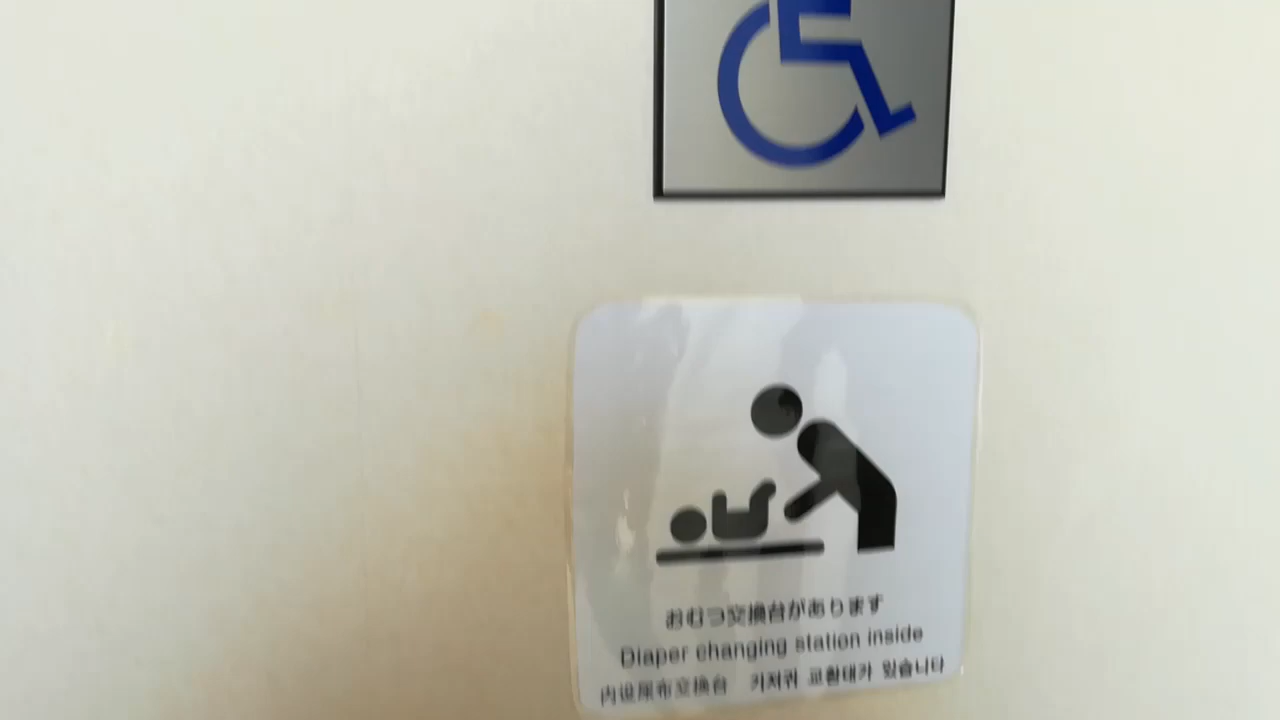 おむつ交換台があります
Diaper changing station inside
内设尿布交换台 기저귀 교환대가 있습니다